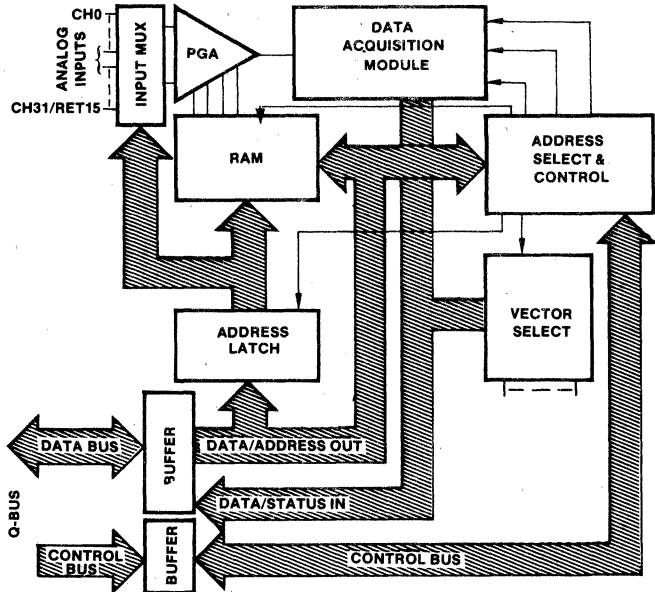 CH0
ANALOG
INPUTS
CH31/RET15
INPUT MUX
PGA
DATA
ACQUISITION
MODULE
RAM
ADDRESS
SELECT &
CONTROL
ADDRESS
LATCH
VECTOR
SELECT
Q-BUS
DATA BUS
BUFFER
DATA/ADDRESS OUT
DATA/STATUS IN
CONTROL
BUS
BUFFER
CONTROL BUS